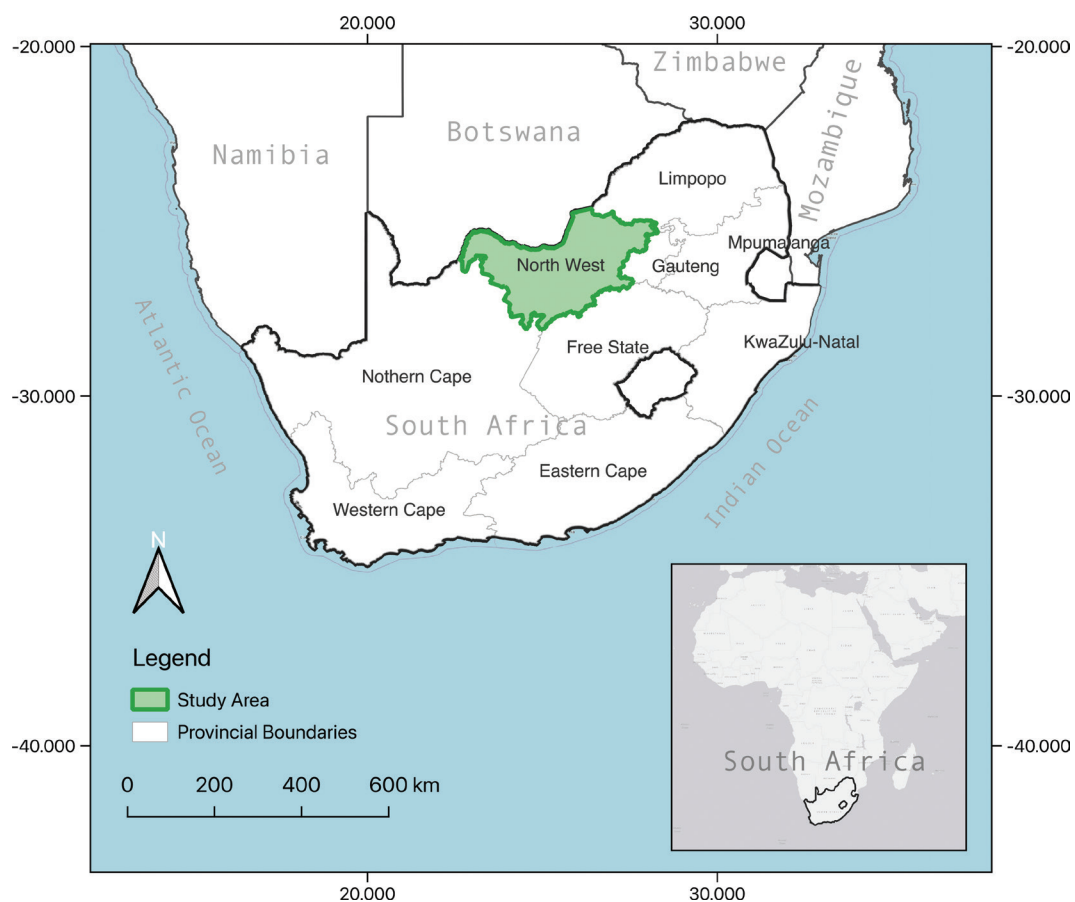 20.000 30.000
-20.000 -20.000
Zimbabwe
Mozambique
Botswana
Namibia
Limpopo
Mpumalanga
North West
Gauteng
KwaZulu-Natal
Free State
Nothern Cape
-30.000 -30.000
Atlantic Ocean
South Africa
Indian Ocean
Eastern Cape
Western Cape
N
Legend
Study Area
Provincial Boundaries
-40.000 -40.000
0 200 400 600 km
South Africa
20.000 30.000